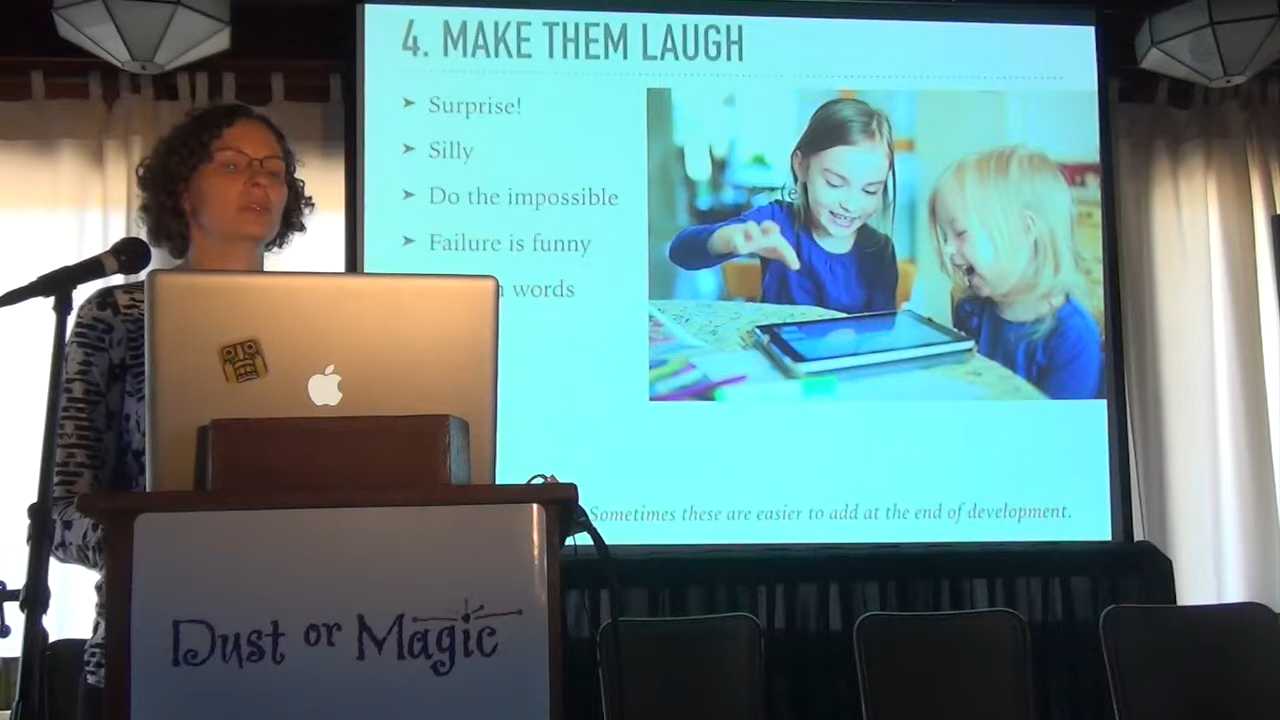 4. MAKE THEM LAUGH
➤ Surprise!
➤ Silly
➤ Do the impossible
➤ Failure is funny
words
Sometimes these are easier to add at the end of development.
Dust or Magic